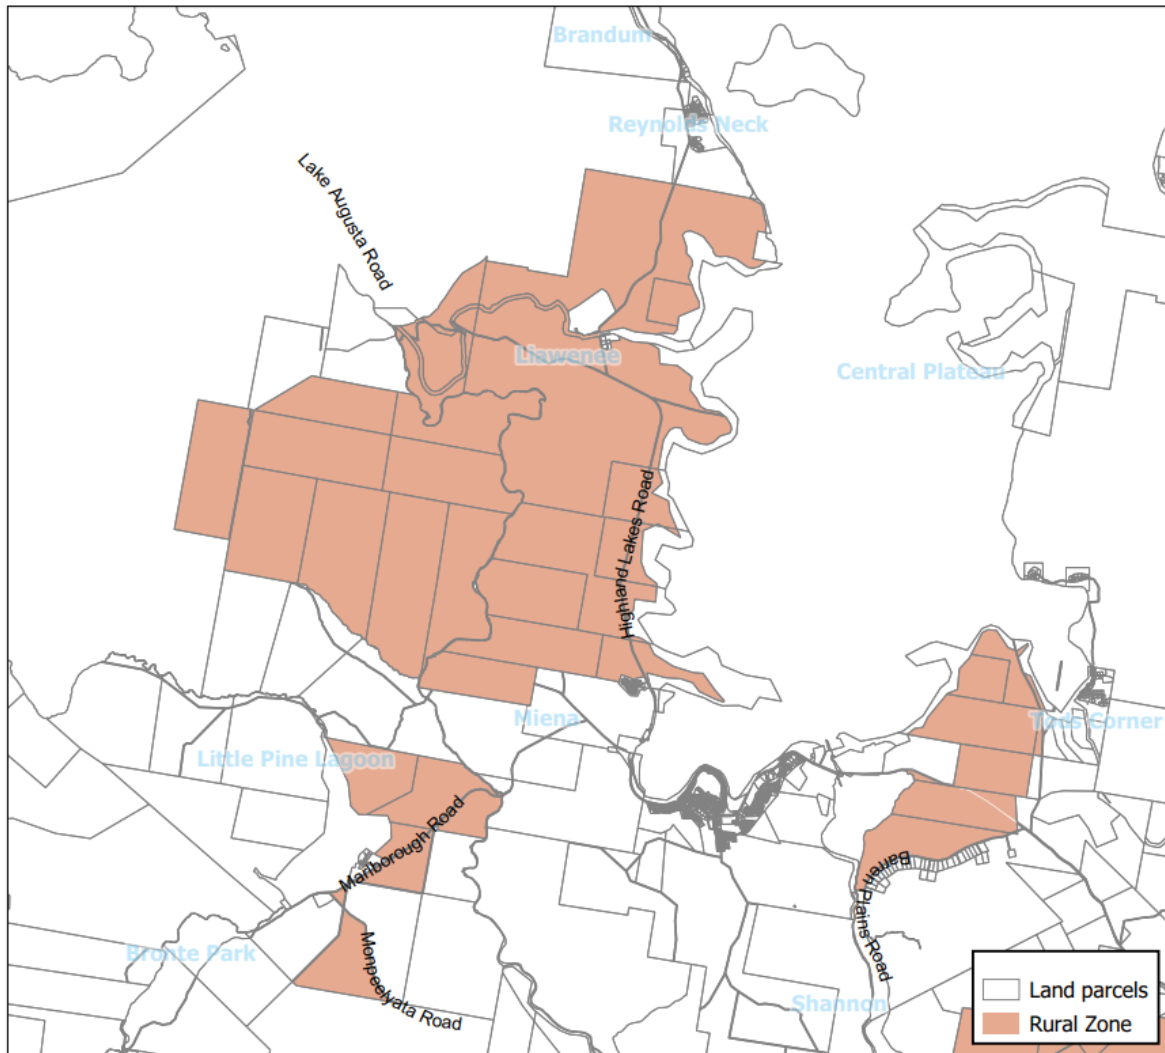 Brandum
Reynolds Neck
Lake Augusta Road
Liawenee
Central Plateau
Highland Lakes Road
Miena
Tods Corner
Little Pine Lagoon
Marlborough Road
Barren Plains Road
Bronte Park
Monpeelyata Road
Shannon
Land parcels
Rural Zone